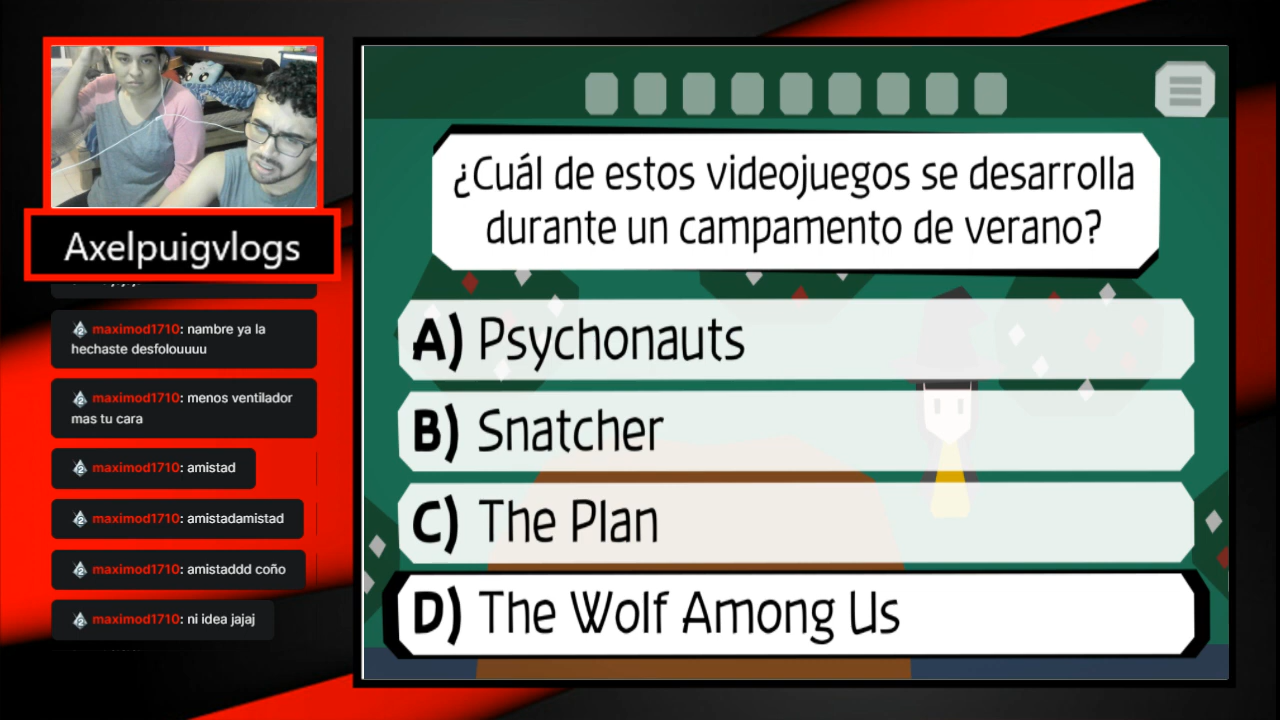 Axelpuigvlogs
maximod1710: nambre ya la
hechaste desfolouuuu
maximod1710: menos ventilador
mas tu cara
maximod1710: amistad
maximod1710: amistadamistad
maximod1710: amistaddd coño
maximod1710: ni idea jajaj
¿Cuál de estos videojuegos se desarrolla
durante un campamento de verano?
A) Psychonauts
B) Snatcher
C) The Plan
D) The Wolf Among Us